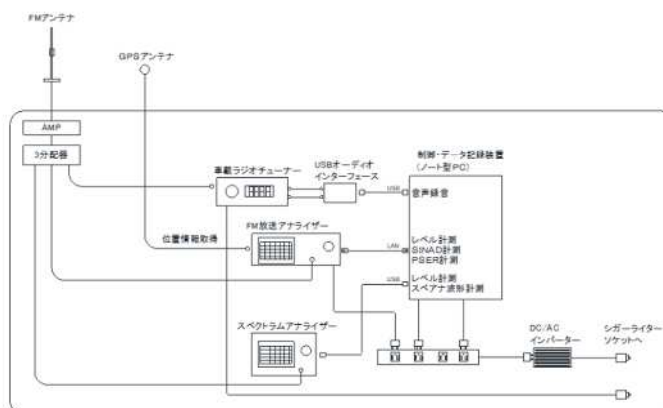 FMアンテナ
GPSアンテナ
AMP
3分配器
車載ラジオチューナー
USBオーディオ
インターフェース
制御・データ記録装置
(ノート型PC)
USB
音声録音
FM放送アナライザー
位置情報取得
LAN
レベル計測
SINAD計測
PSER計測
USB
レベル計測
スペアナ波形計測
スペクトラムアナライザー
DC/AC
インバーター
シガーライター
ソケットへ